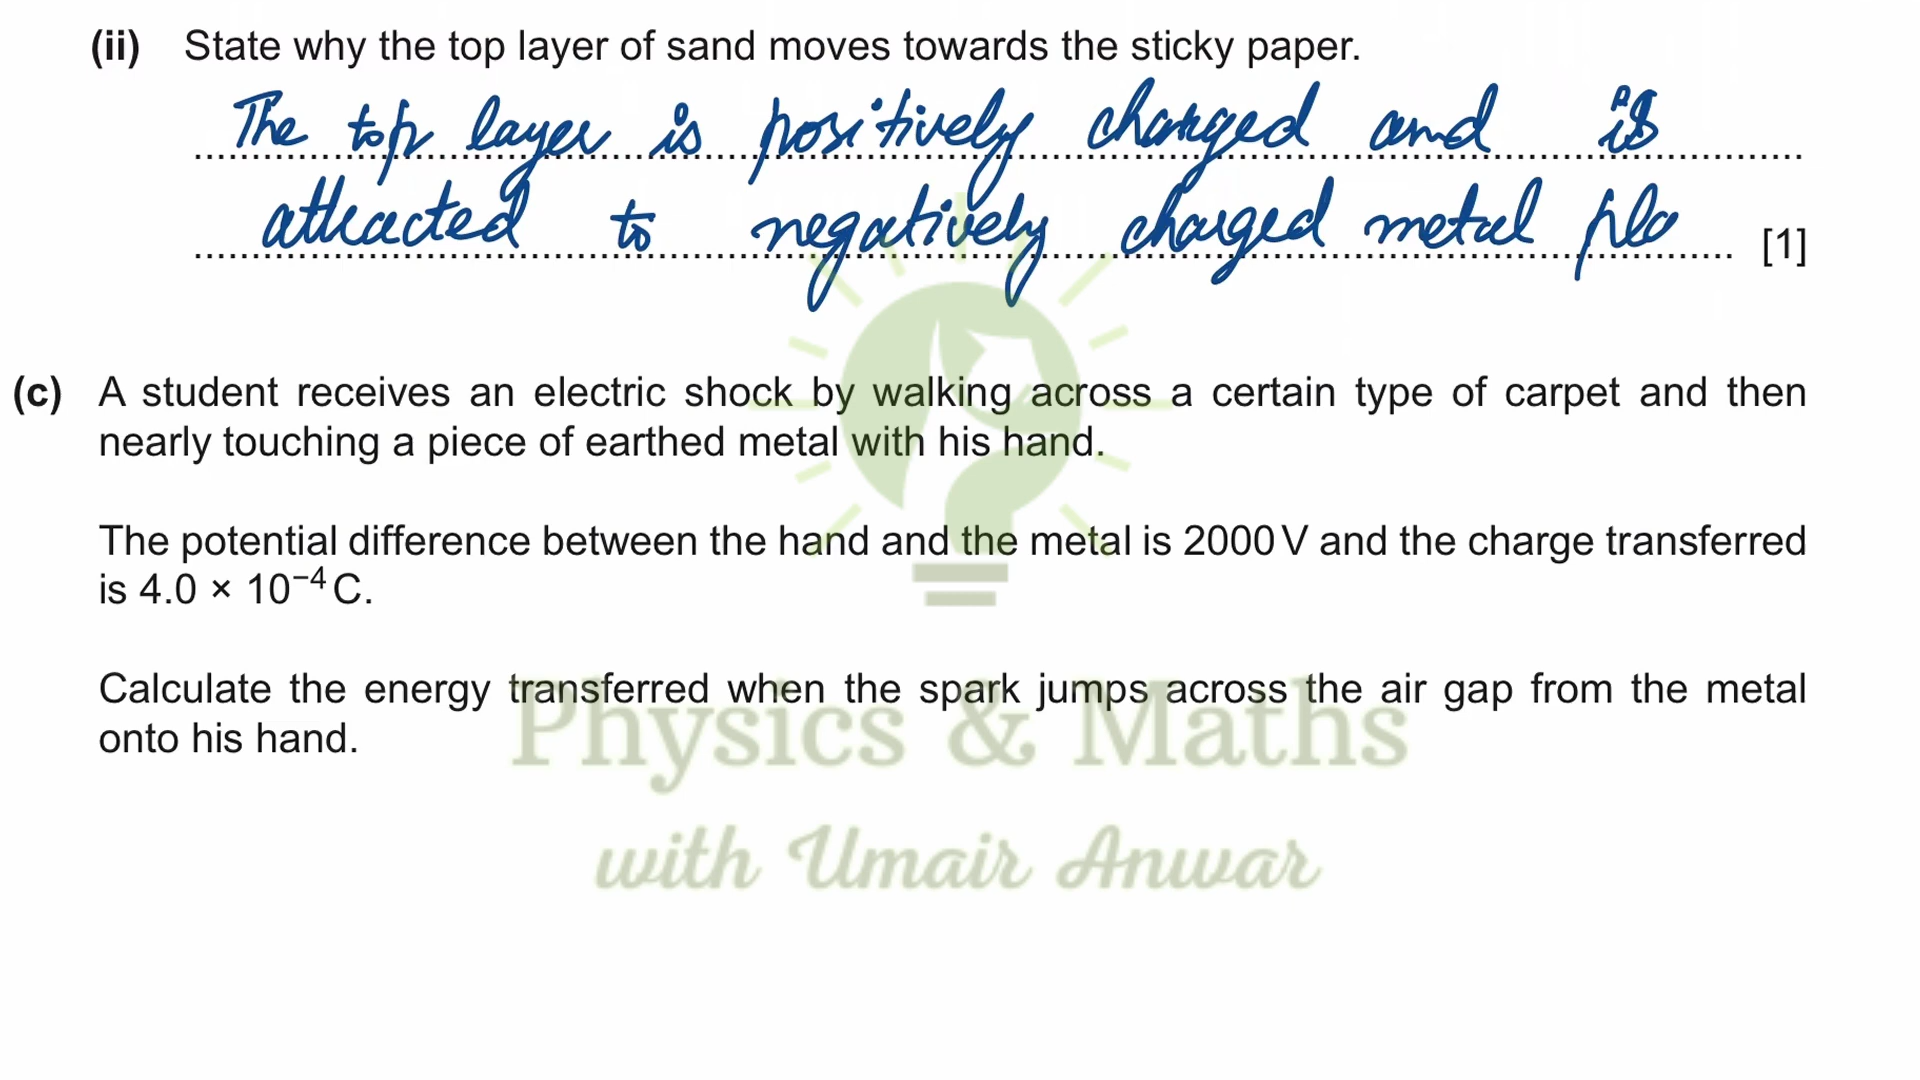 (ii) State why the top layer of sand moves towards the sticky paper.
The top layer is positively charged and is
attracted to negatively charged metal pla
[1]
(c) A student receives an electric shock by walking across a certain type of carpet and then
nearly touching a piece of earthed metal with his hand.
The potential difference between the hand and the metal is 2000 V and the charge transferred
is 4.0 × 10⁻⁴ C.
Calculate the energy transferred when the spark jumps across the air gap from the metal
onto his hand.
Physics & Maths
with Umair Anwar